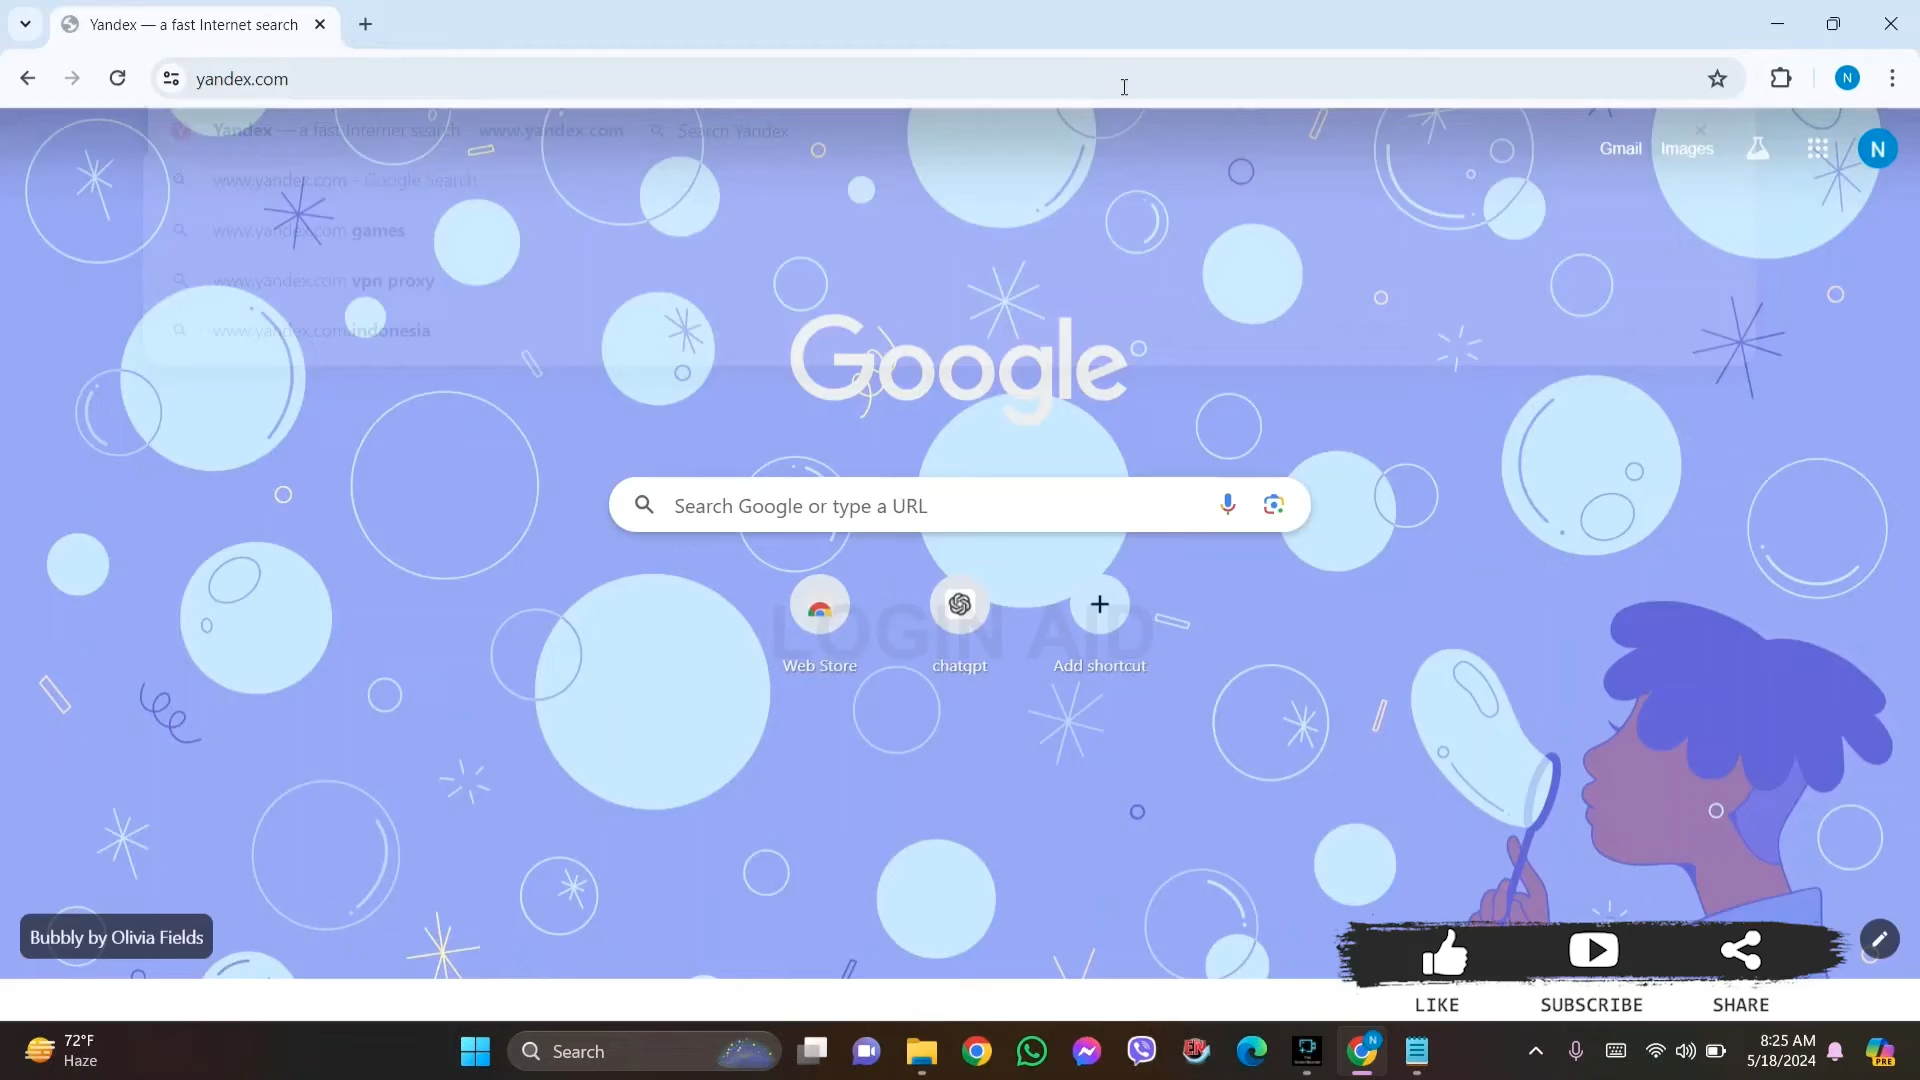 Yandex — a fast Internet search
yandex.com
Yandex — a fast Internet search - www.yandex.com Search Yandex
www.yandex.com - Google Search
www.yandex.com games
www.yandex.com vpn proxy
www.yandex.com indonesia
Gmail Images N
Google
Search Google or type a URL
LOGIN AID
Web Store chatgpt Add shortcut
Bubbly by Olivia Fields
LIKE SUBSCRIBE SHARE
72°F
Haze
Search
8:25 AM
5/18/2024
PRE